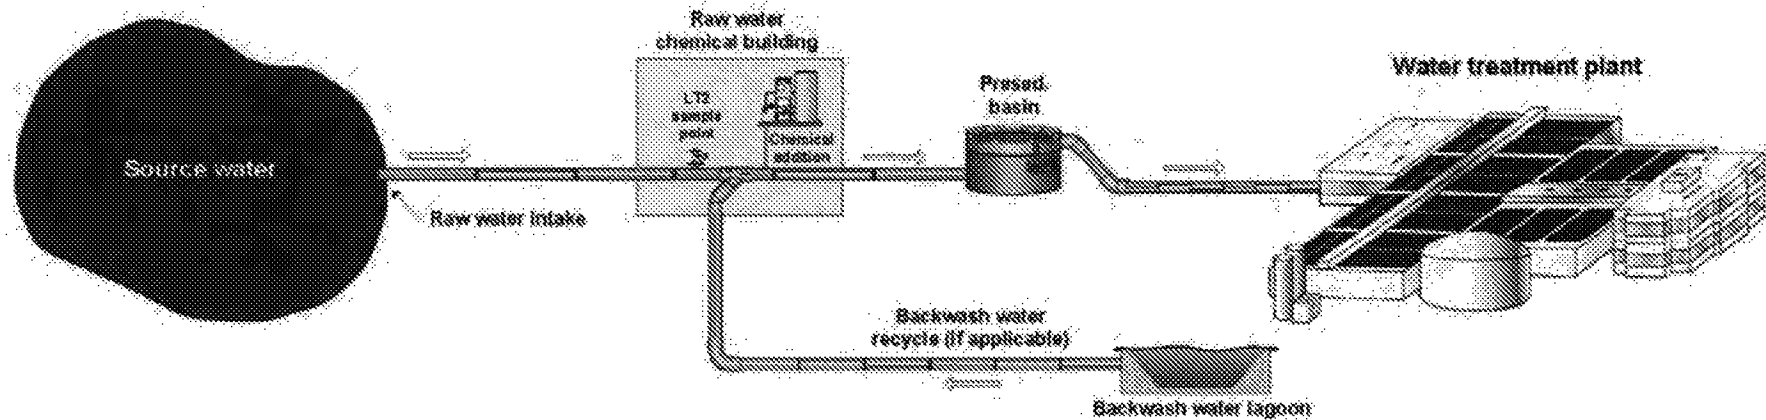 Raw water
chemical building
Water treatment plant
Presed.
basin
LT2
sample
point
Chemical
addition
Source water
Raw water intake
Backwash water
recycle (if applicable)
Backwash water lagoon